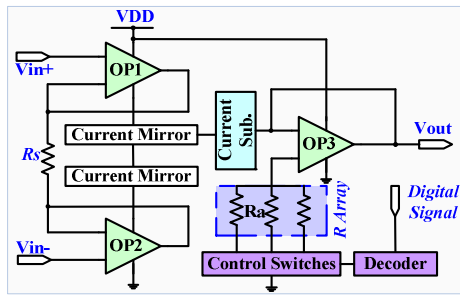 VDD
Vin+
OP1
Current Mirror
Rs
Current Mirror
Vin-
OP2
Current Sub.
OP3
Vout
Ra
R Array
Digital Signal
Control Switches
Decoder